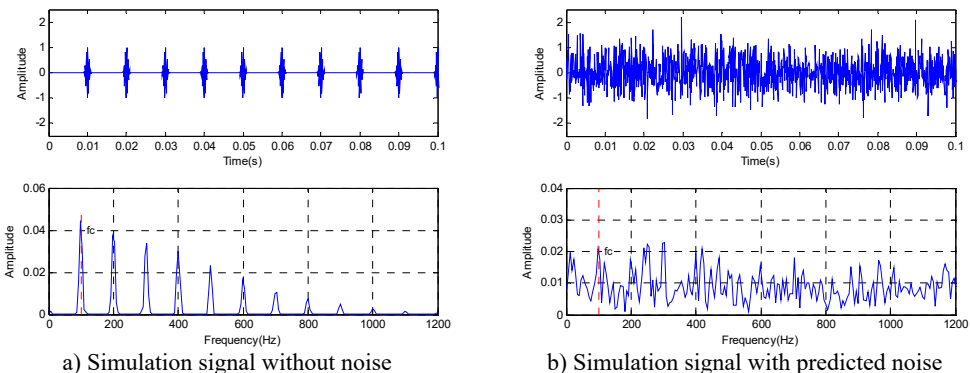 Amplitude
2
1
0
-1
-2
0 0.01 0.02 0.03 0.04 0.05 0.06 0.07 0.08 0.09 0.1
Time(s)
Amplitude
0.06
0.04
0.02
0
fc
0 200 400 600 800 1000 1200
Frequency(Hz)
a) Simulation signal without noise
Amplitude
2
1
0
-1
-2
0 0.01 0.02 0.03 0.04 0.05 0.06 0.07 0.08 0.09 0.1
Time(s)
Amplitude
0.04
0.03
0.02
0.01
0
fc
0 200 400 600 800 1000 1200
Frequency(Hz)
b) Simulation signal with predicted noise